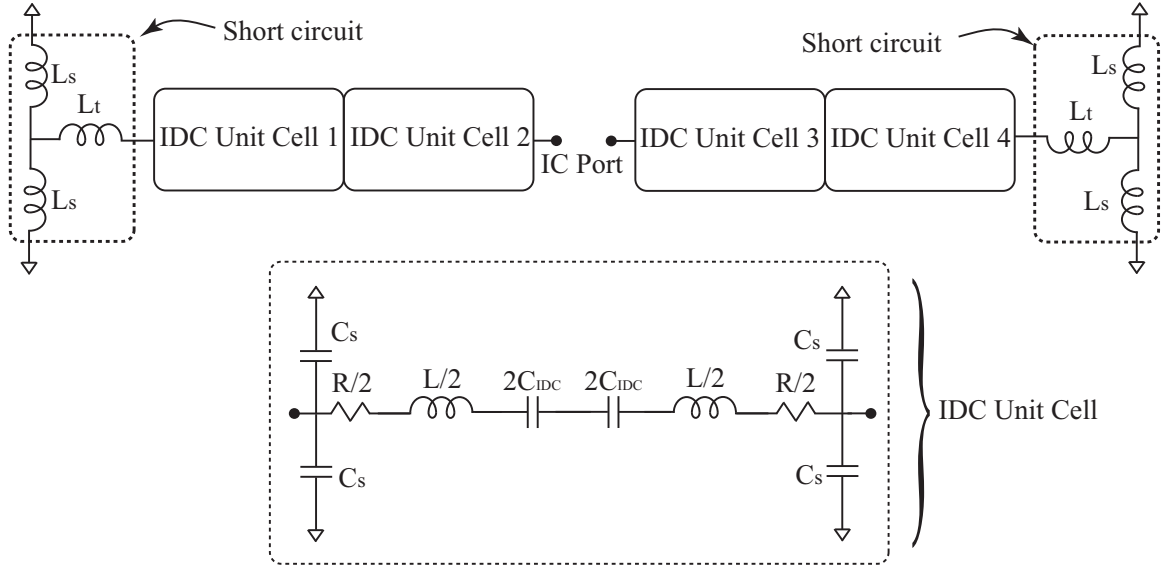 Short circuit
Short circuit
Ls
Ls
Lt
Lt
IDC Unit Cell 1
IDC Unit Cell 2
IC Port
IDC Unit Cell 3
IDC Unit Cell 4
Ls
Ls
Cs
Cs
R/2
L/2
2CIDC
2CIDC
L/2
R/2
IDC Unit Cell
Cs
Cs